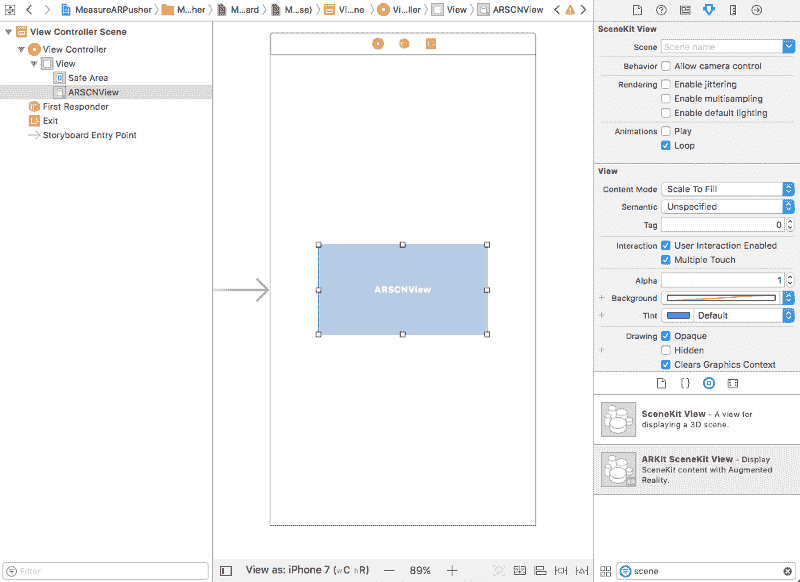 MeasureARPusher
M...her
M...ard
M...se)
Vi...ne
Vi...ller
View
ARSCNView
View Controller Scene
View Controller
View
Safe Area
ARSCNView
First Responder
Exit
Storyboard Entry Point
Filter
ARSCNView
View as: iPhone 7 (wC hR)
89%
SceneKit View
Scene Scene name
Behavior Allow camera control
Rendering Enable jittering
Enable multisampling
Enable default lighting
Animations Play
Loop
View
Content Mode Scale To Fill
Semantic Unspecified
Tag 0
Interaction User Interaction Enabled
Multiple Touch
Alpha 1
Background
Tint Default
Drawing Opaque
Hidden
Clears Graphics Context
SceneKit View - A view for
displaying a 3D scene.
ARKit SceneKit View - Display
SceneKit content with Augmented
Reality.
scene